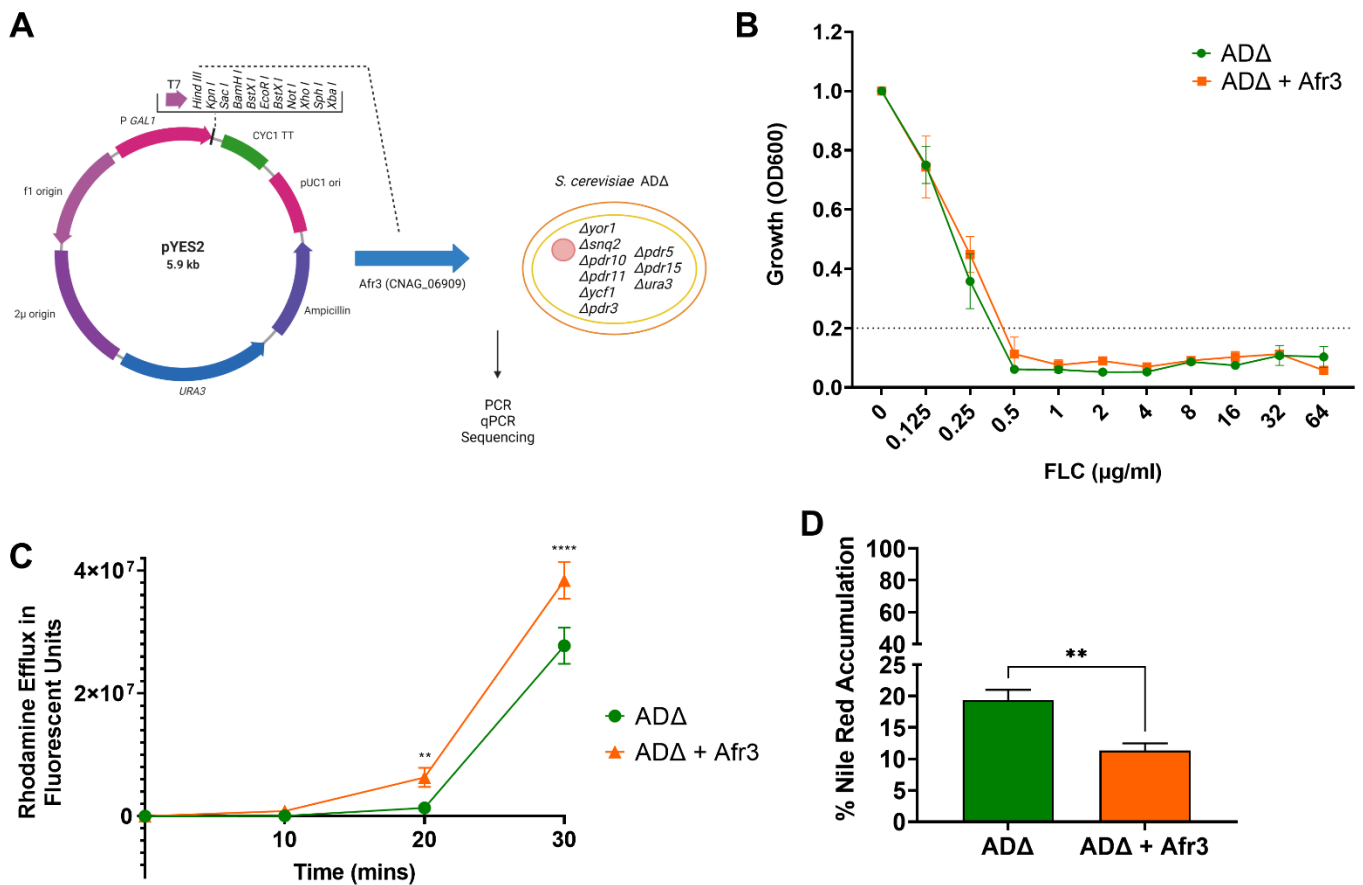 A
T7
Hind III
Kpn I
Sac I
BamH I
BstX I
EcoR I
BstX I
Not I
Xho I
Sph I
Xba I
P GAL1
CYC1 TT
f1 origin
pUC1 ori
pYES2
5.9 kb
2µ origin
Ampicillin
URA3
Afr3 (CNAG_06909)
S. cerevisiae ADΔ
Δyor1
Δsnq2
Δpdr10
Δpdr11
Δycf1
Δpdr3
Δpdr5
Δpdr15
Δura3
PCR
qPCR
Sequencing
B
Growth (OD600)
1.2
1.0
0.8
0.6
0.4
0.2
0.0
0
0.125
0.25
0.5
1
2
4
8
16
32
64
FLC (µg/ml)
ADΔ
ADΔ + Afr3
C
Rhodamine Efflux in
Fluorescent Units
4×10⁷
2×10⁷
0
10
20
30
Time (mins)
**
****
ADΔ
ADΔ + Afr3
D
% Nile Red Accumulation
100
80
60
40
25
20
15
10
5
0
**
ADΔ
ADΔ + Afr3